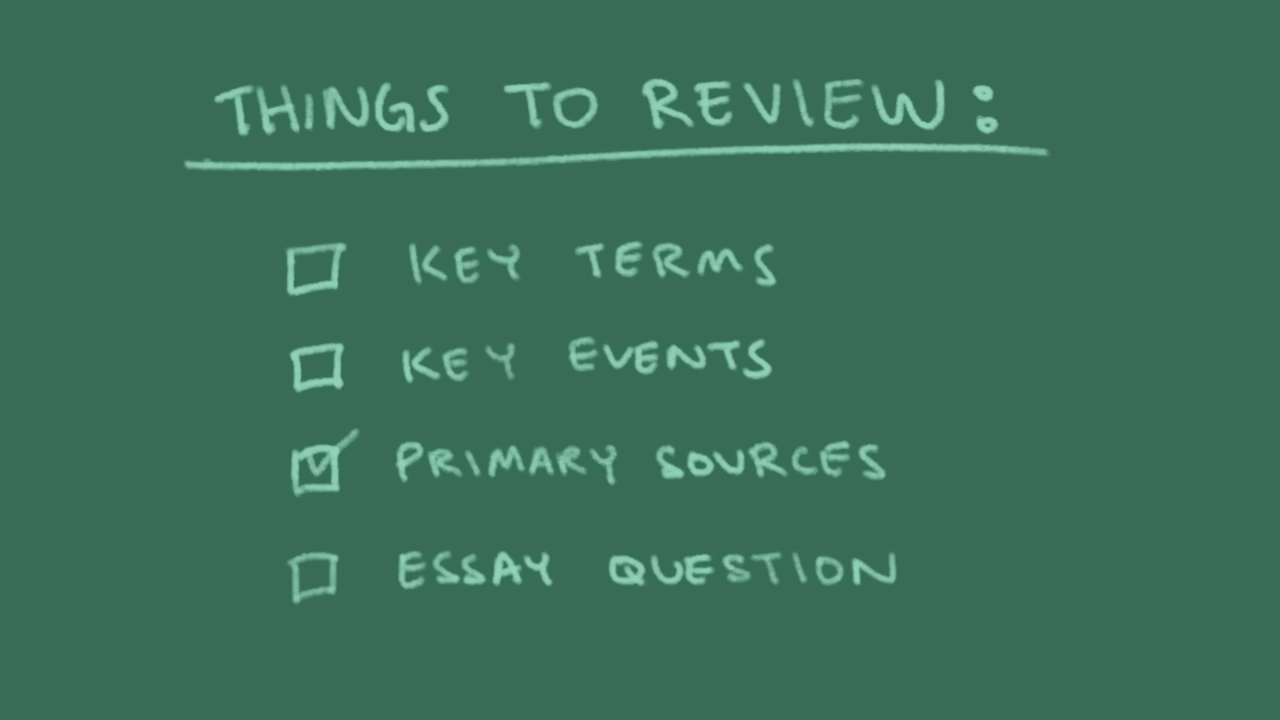 THINGS TO REVIEW:
KEY TERMS
KEY EVENTS
PRIMARY SOURCES
ESSAY QUESTION